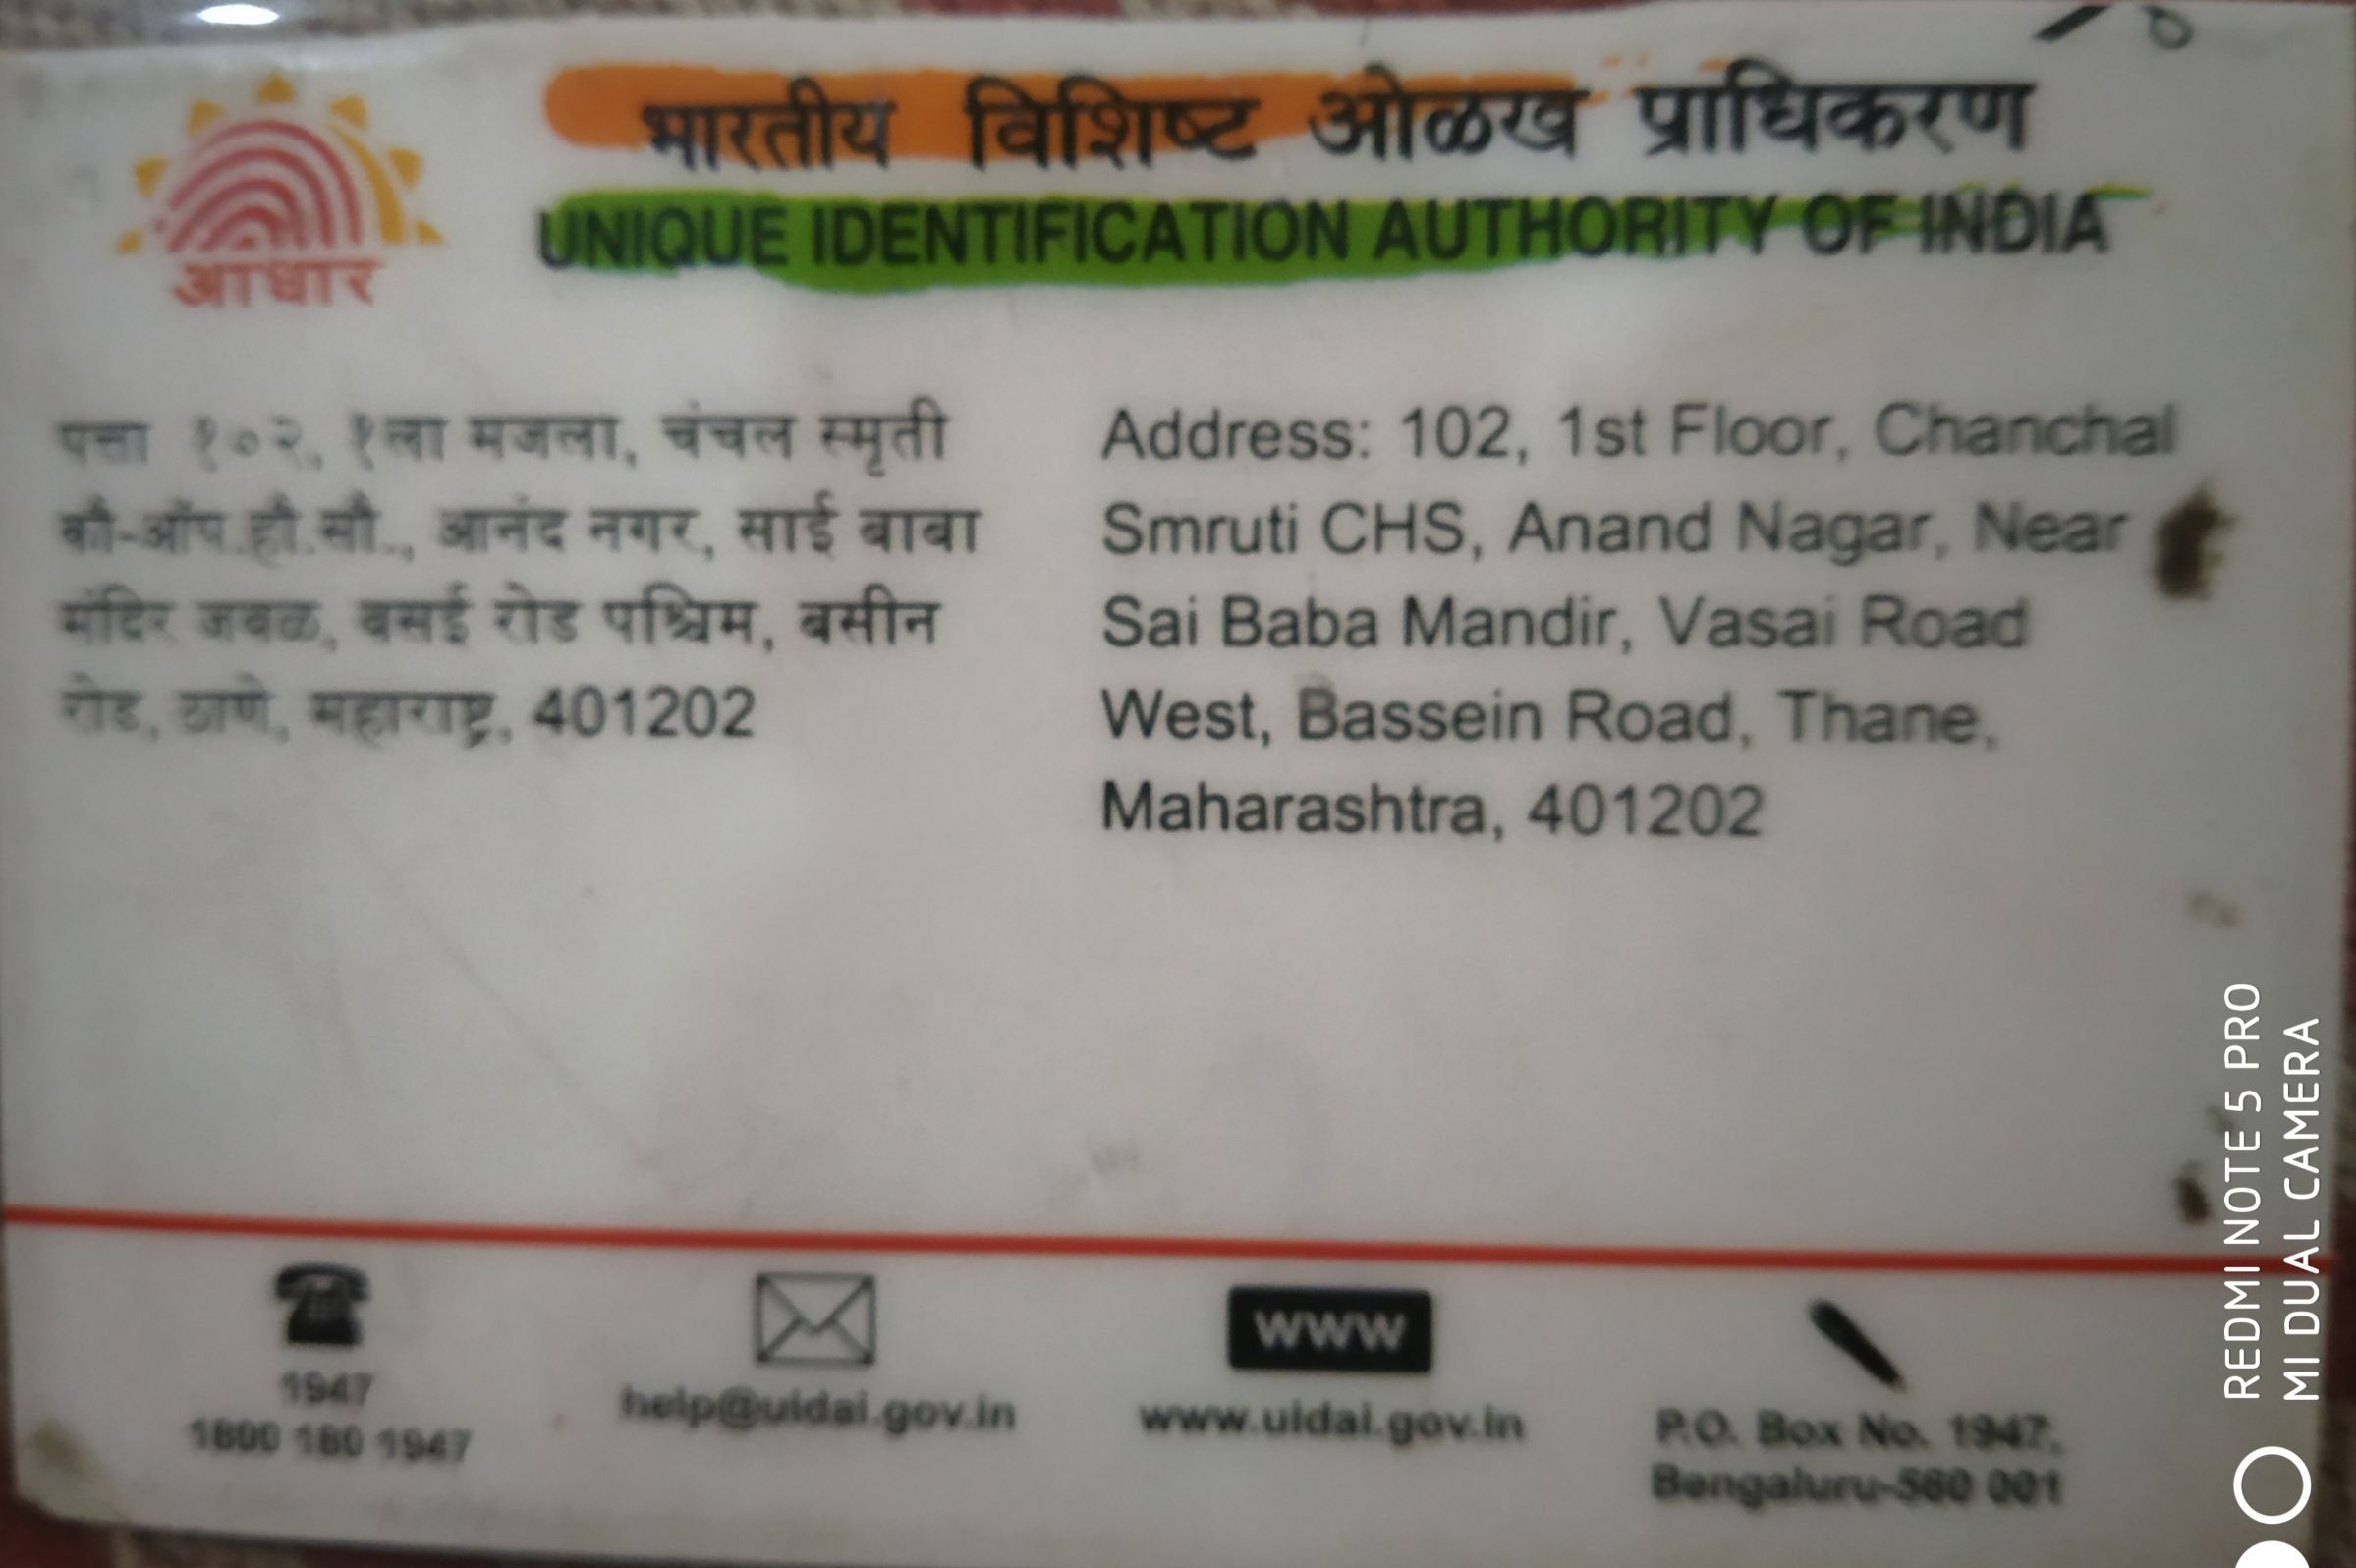 भारतीय विशिष्ट ओळख प्राधिकरण
UNIQUE IDENTIFICATION AUTHORITY OF INDIA
आधार
पत्ता १०२, १ला मजला, चंचल स्मृती
को-ऑप.हौ.सौ., आनंद नगर, साई बाबा
मंदिर जवळ, वसई रोड पश्चिम, बसीन
रोड, ठाणे, महाराष्ट्र, 401202
Address: 102, 1st Floor, Chanchal
Smruti CHS, Anand Nagar, Near
Sai Baba Mandir, Vasai Road
West, Bassein Road, Thane,
Maharashtra, 401202
1947
1800 180 1947
help@uidai.gov.in
WWW
www.uidai.gov.in
P.O. Box No. 1947,
Bengaluru-560 001
REDMI NOTE 5 PRO
MI DUAL CAMERA